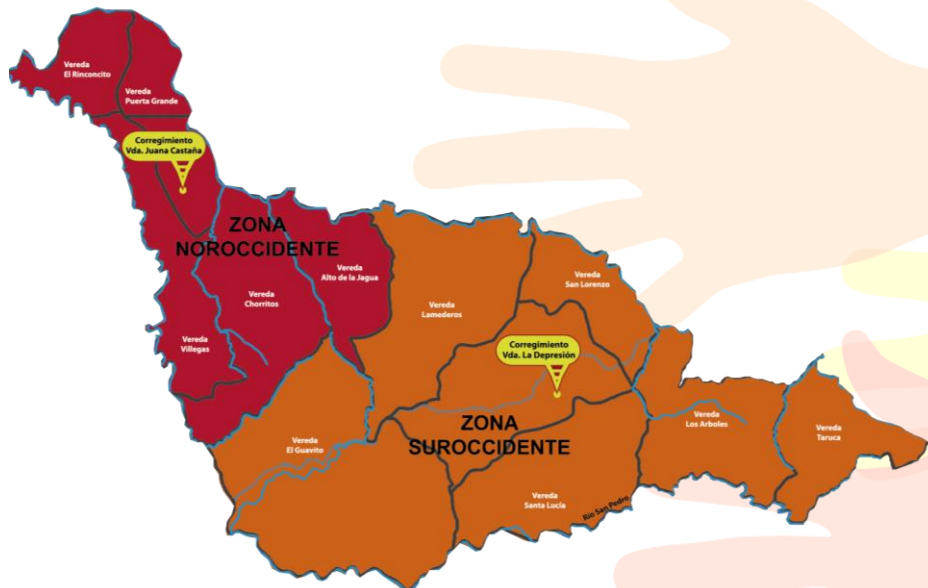 Vereda
El Rinconcito
Vereda
Puerta Grande
Corregimiento
Vda. Juana Castaña
ZONA
NOROCCIDENTE
Vereda
Alto de la Jagua
Vereda
Chorritos
Vereda
Villegas
Vereda
Lamederos
Vereda
San Lorenzo
Corregimiento
Vda. La Depresión
ZONA
SUROCCIDENTE
Vereda
El Guavito
Vereda
Los Arboles
Vereda
Taruca
Vereda
Santa Lucía
Río San Pedro